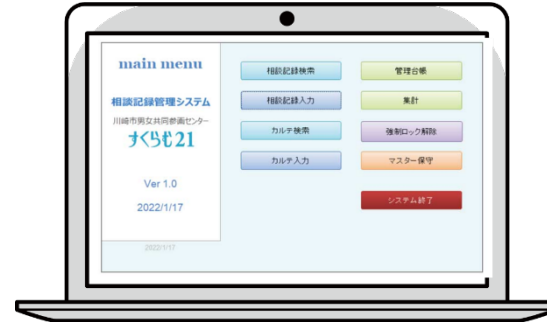 main menu
相談記録管理システム
川崎市男女共同参画センター
すくらむ21
Ver 1.0
2022/1/17
2022/1/17
相談記録検索
相談記録入力
カルテ検索
カルテ入力
管理台帳
集計
強制ロック解除
マスター保守
システム終了